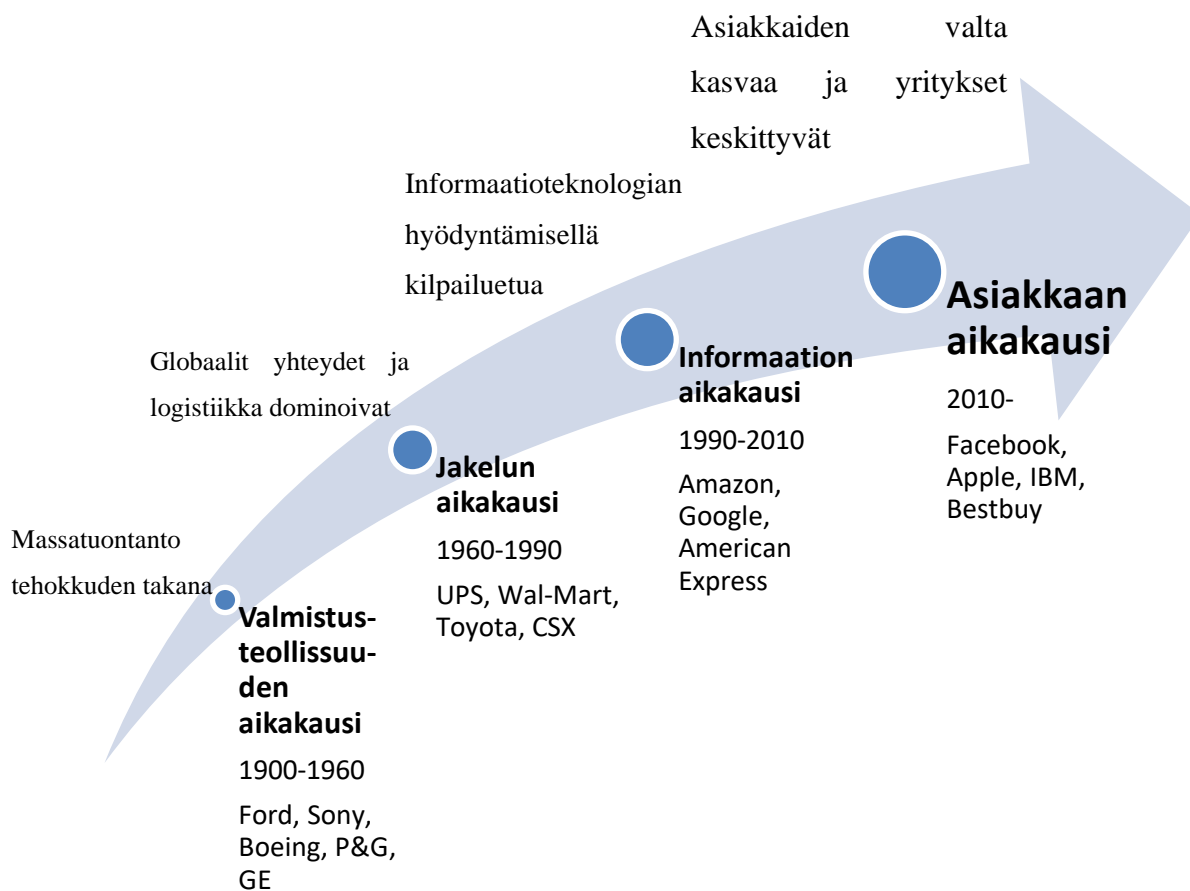 Asiakkaiden valta
kasvaa ja yritykset
keskittyvät
Informaatioteknologian
hyödyntämisellä
kilpailuetua
Globaalit yhteydet ja
logistiikka dominoivat
Massatuontanto
tehokkuden takana
Valmistus-
teollissuu-
den
aikakausi
1900-1960
Ford, Sony,
Boeing, P&G,
GE
Jakelun
aikakausi
1960-1990
UPS, Wal-Mart,
Toyota, CSX
Informaation
aikakausi
1990-2010
Amazon,
Google,
American
Express
Asiakkaan
aikakausi
2010-
Facebook,
Apple, IBM,
Bestbuy